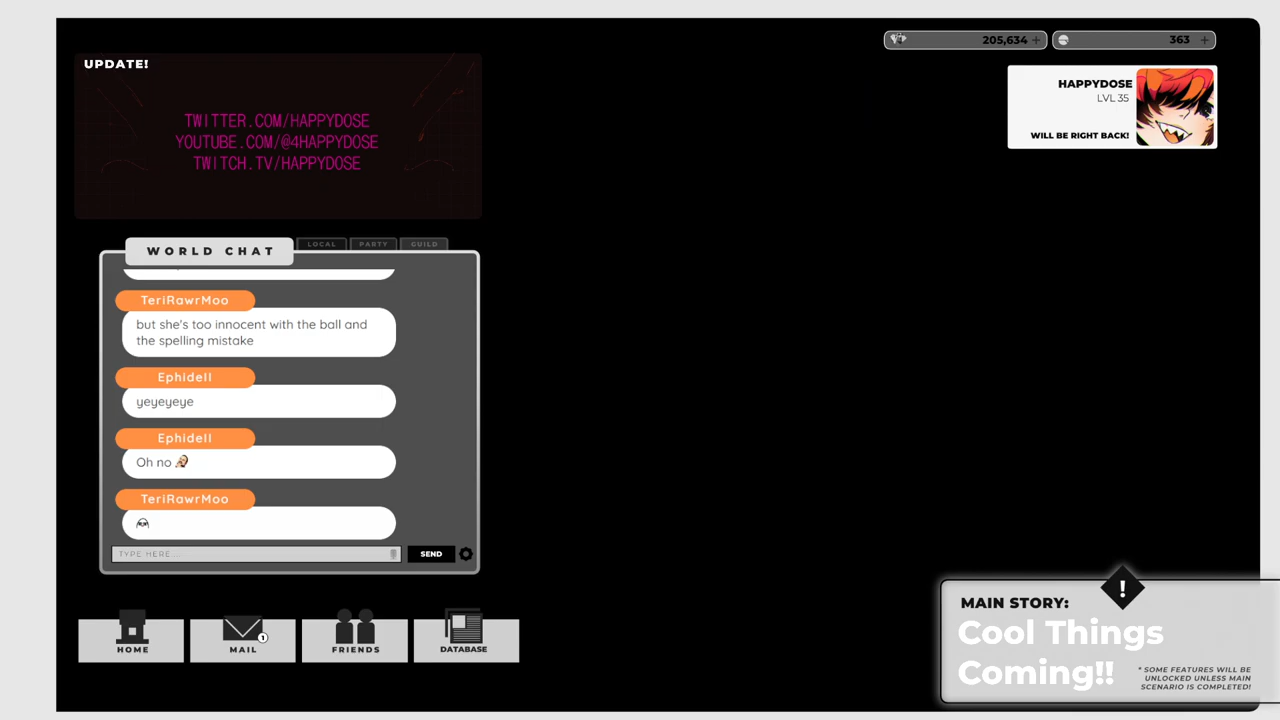 205,634 +
363 +
UPDATE!
TWITTER.COM/HAPPYDOSE
YOUTUBE.COM/@4HAPPYDOSE
TWITCH.TV/HAPPYDOSE
HAPPYDOSE
LVL 35
WILL BE RIGHT BACK!
WORLD CHAT
LOCAL
PARTY
GUILD
TeriRawrMoo
but she's too innocent with the ball and
the spelling mistake
Ephidell
yeyeyeye
Ephidell
Oh no
TeriRawrMoo
TYPE HERE...
SEND
HOME
MAIL
1
FRIENDS
DATABASE
!
MAIN STORY:
Cool Things
Coming!!
* SOME FEATURES WILL BE
UNLOCKED UNLESS MAIN
SCENARIO IS COMPLETED!